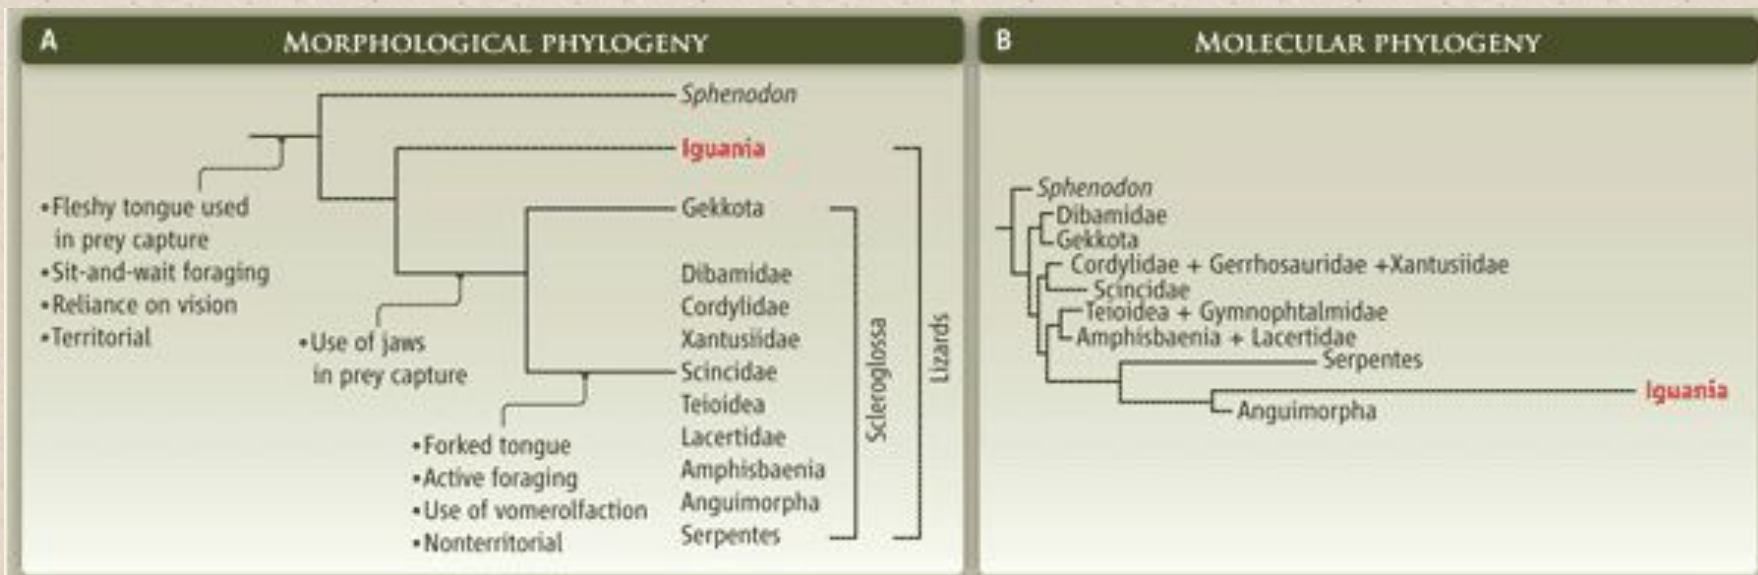 A
MORPHOLOGICAL PHYLOGENY
Sphenodon
Iguania
Gekkota
Dibamidae
Cordylidae
Xantusiidae
Scincidae
Teioidea
Lacertidae
Amphisbaenia
Anguimorpha
Serpentes
•Fleshy tongue used
in prey capture
•Sit-and-wait foraging
•Reliance on vision
•Territorial
•Use of jaws
in prey capture
•Forked tongue
•Active foraging
•Use of vomerolfaction
•Nonterritorial
Scleroglossa
Lizards
B
MOLECULAR PHYLOGENY
Sphenodon
Dibamidae
Gekkota
Cordylidae + Gerrhosauridae +Xantusiidae
Scincidae
Teioidea + Gymnophtalmidae
Amphisbaenia + Lacertidae
Serpentes
Iguania
Anguimorpha